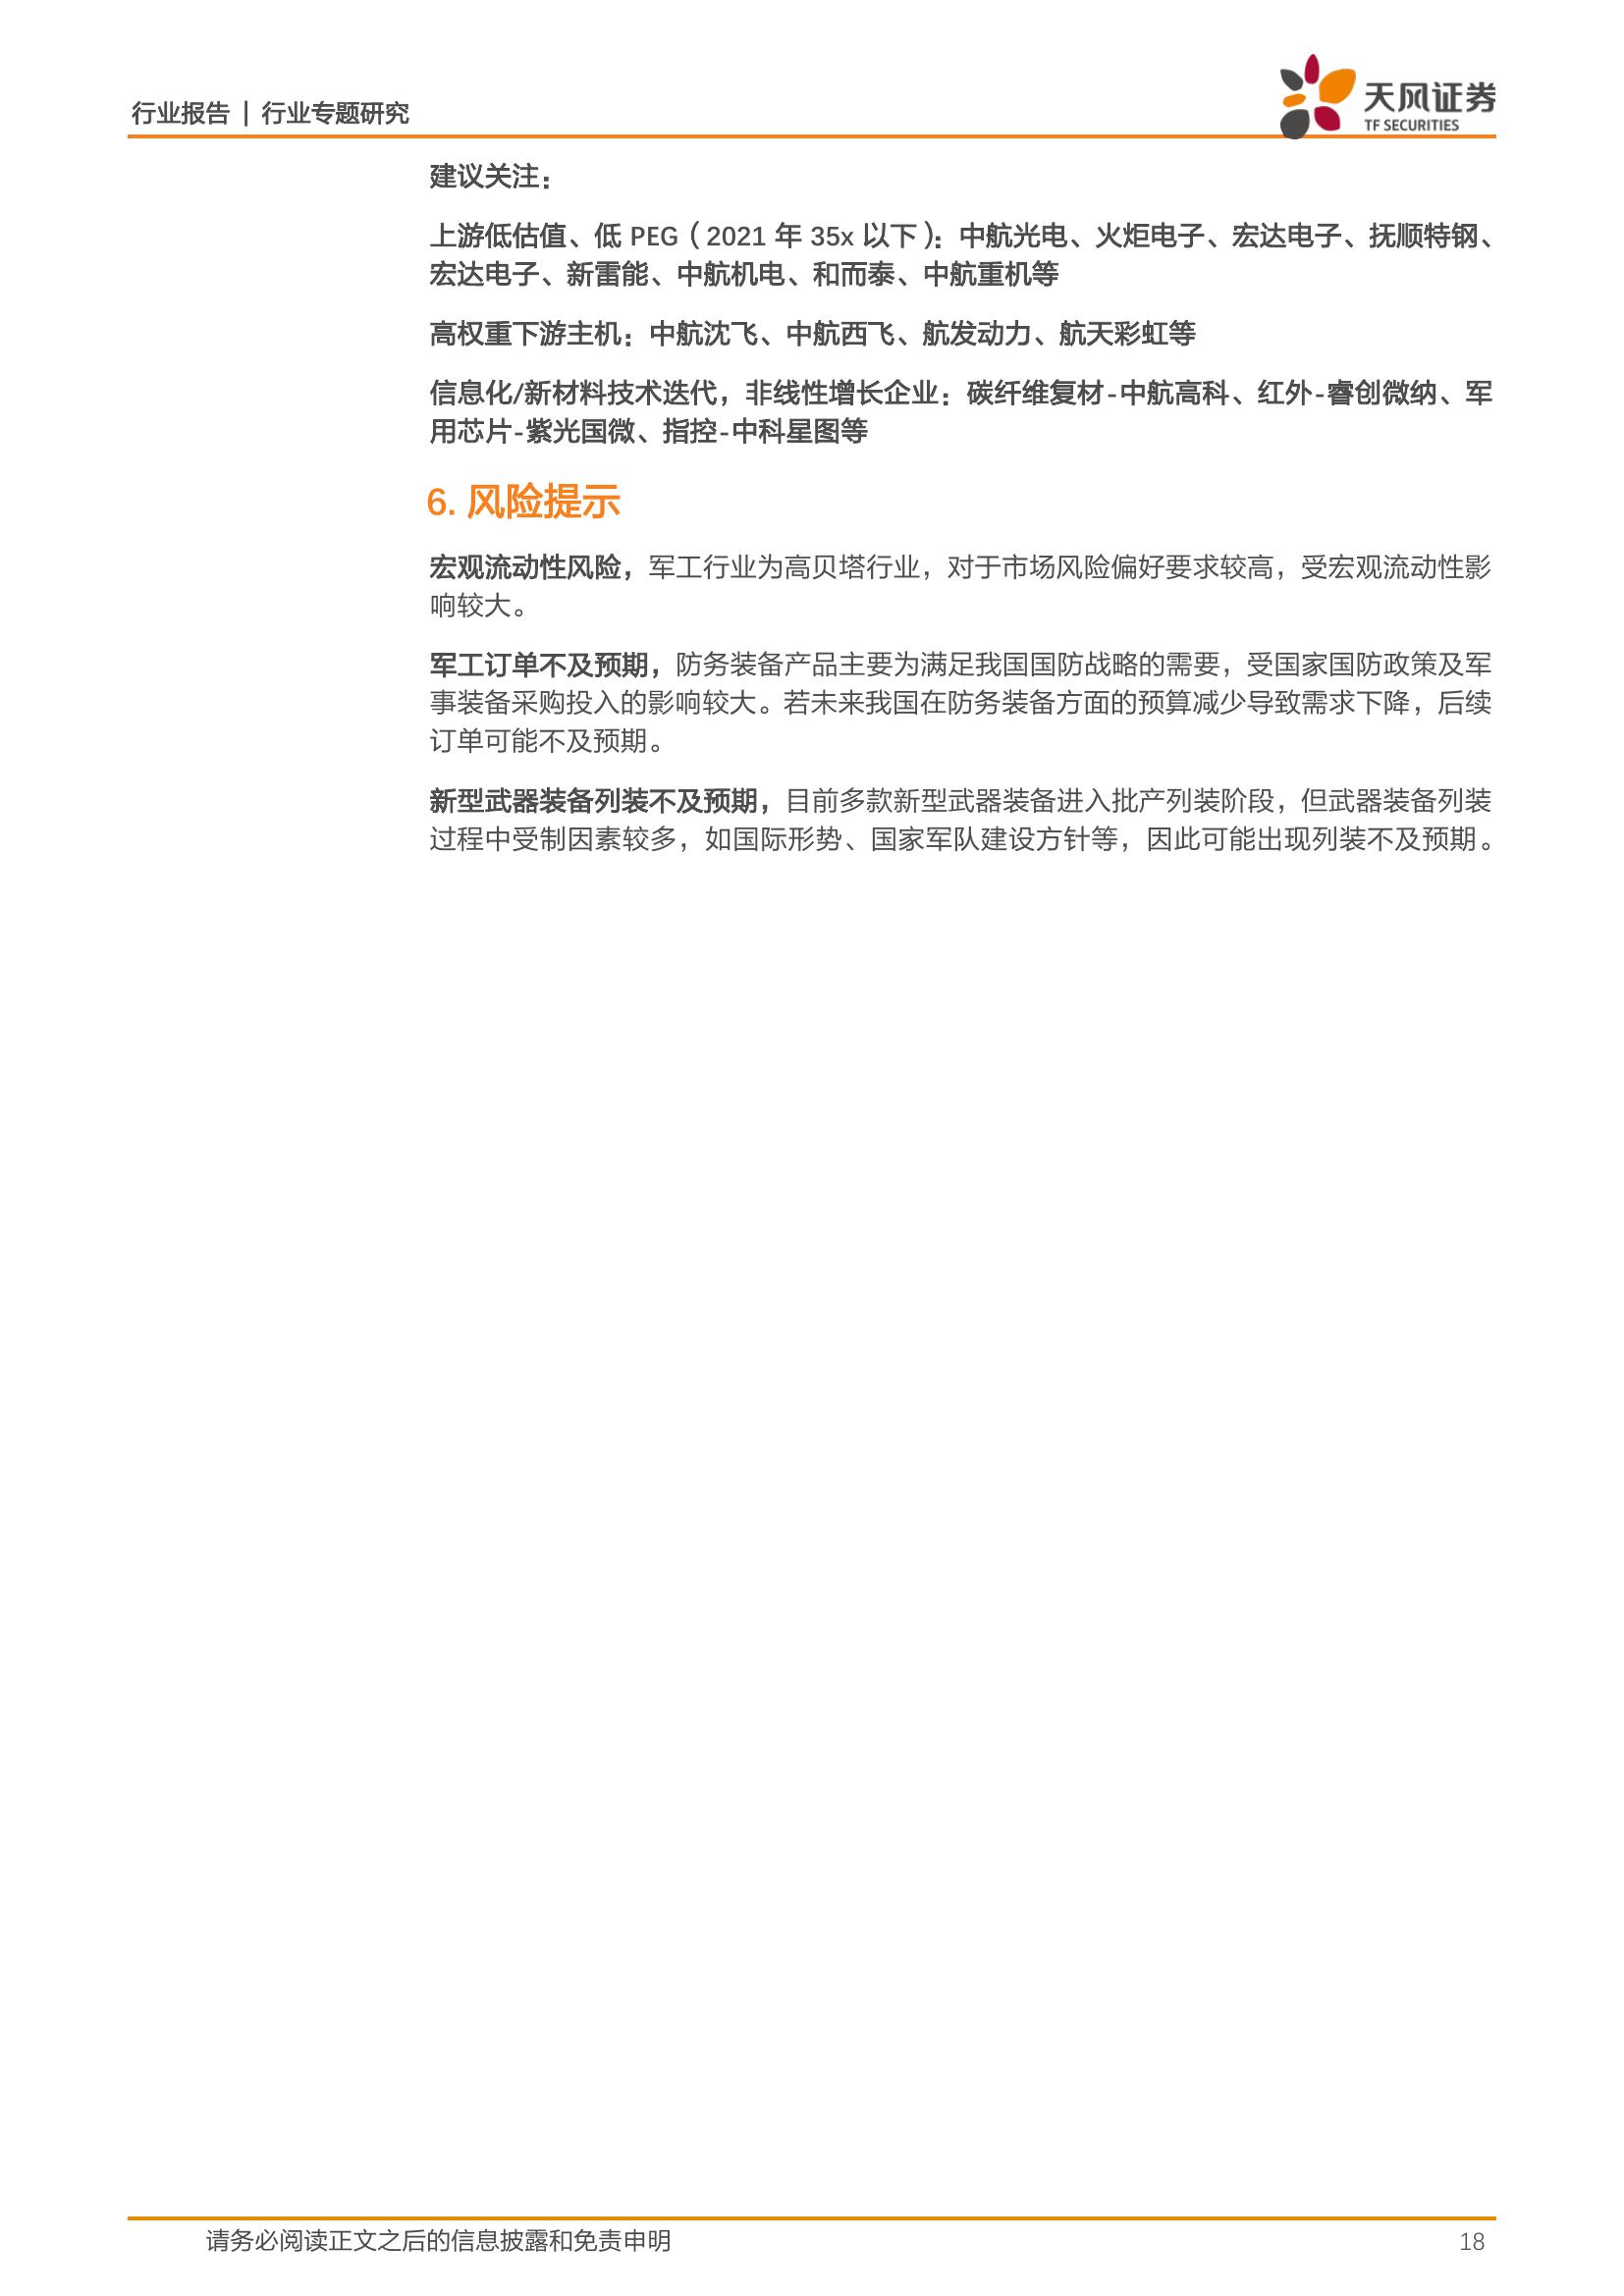 行业报告 | 行业专题研究
天风证券
TF SECURITIES
建议关注：
上游低估值、低 PEG（2021 年 35x 以下）：中航光电、火炬电子、宏达电子、抚顺特钢、
宏达电子、新雷能、中航机电、和而泰、中航重机等
高权重下游主机：中航沈飞、中航西飞、航发动力、航天彩虹等
信息化/新材料技术迭代，非线性增长企业：碳纤维复材-中航高科、红外-睿创微纳、军
用芯片-紫光国微、指控-中科星图等
6. 风险提示
宏观流动性风险，军工行业为高贝塔行业，对于市场风险偏好要求较高，受宏观流动性影
响较大。
军工订单不及预期，防务装备产品主要为满足我国国防战略的需要，受国家国防政策及军
事装备采购投入的影响较大。若未来我国在防务装备方面的预算减少导致需求下降，后续
订单可能不及预期。
新型武器装备列装不及预期，目前多款新型武器装备进入批产列装阶段，但武器装备列装
过程中受制因素较多，如国际形势、国家军队建设方针等，因此可能出现列装不及预期。
请务必阅读正文之后的信息披露和免责申明
18